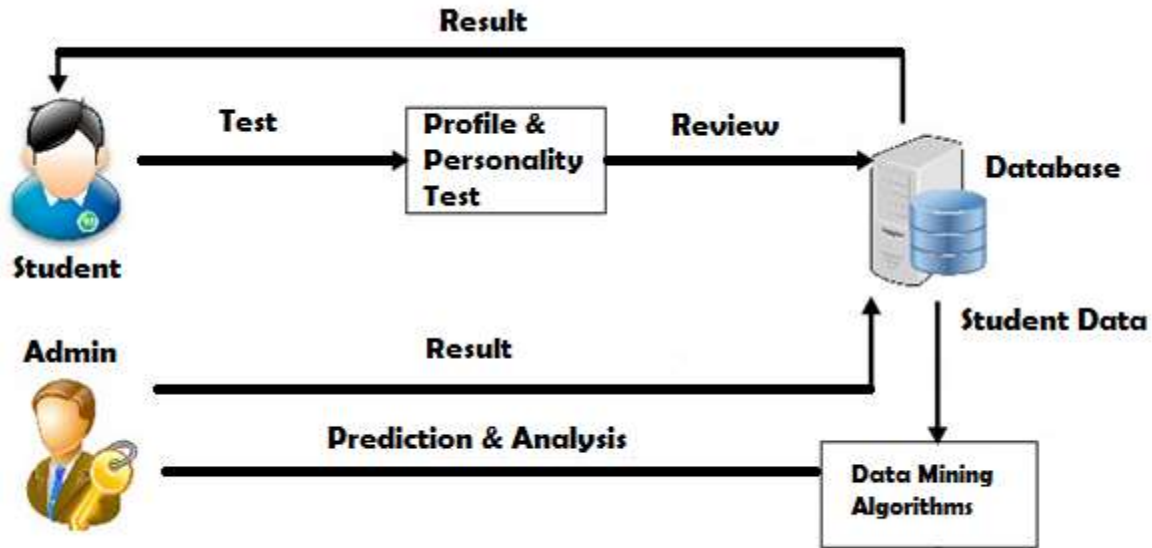 Result
Test
Profile &
Personality
Test
Review
Database
Student
Student Data
Admin
Result
Prediction & Analysis
Data Mining
Algorithms